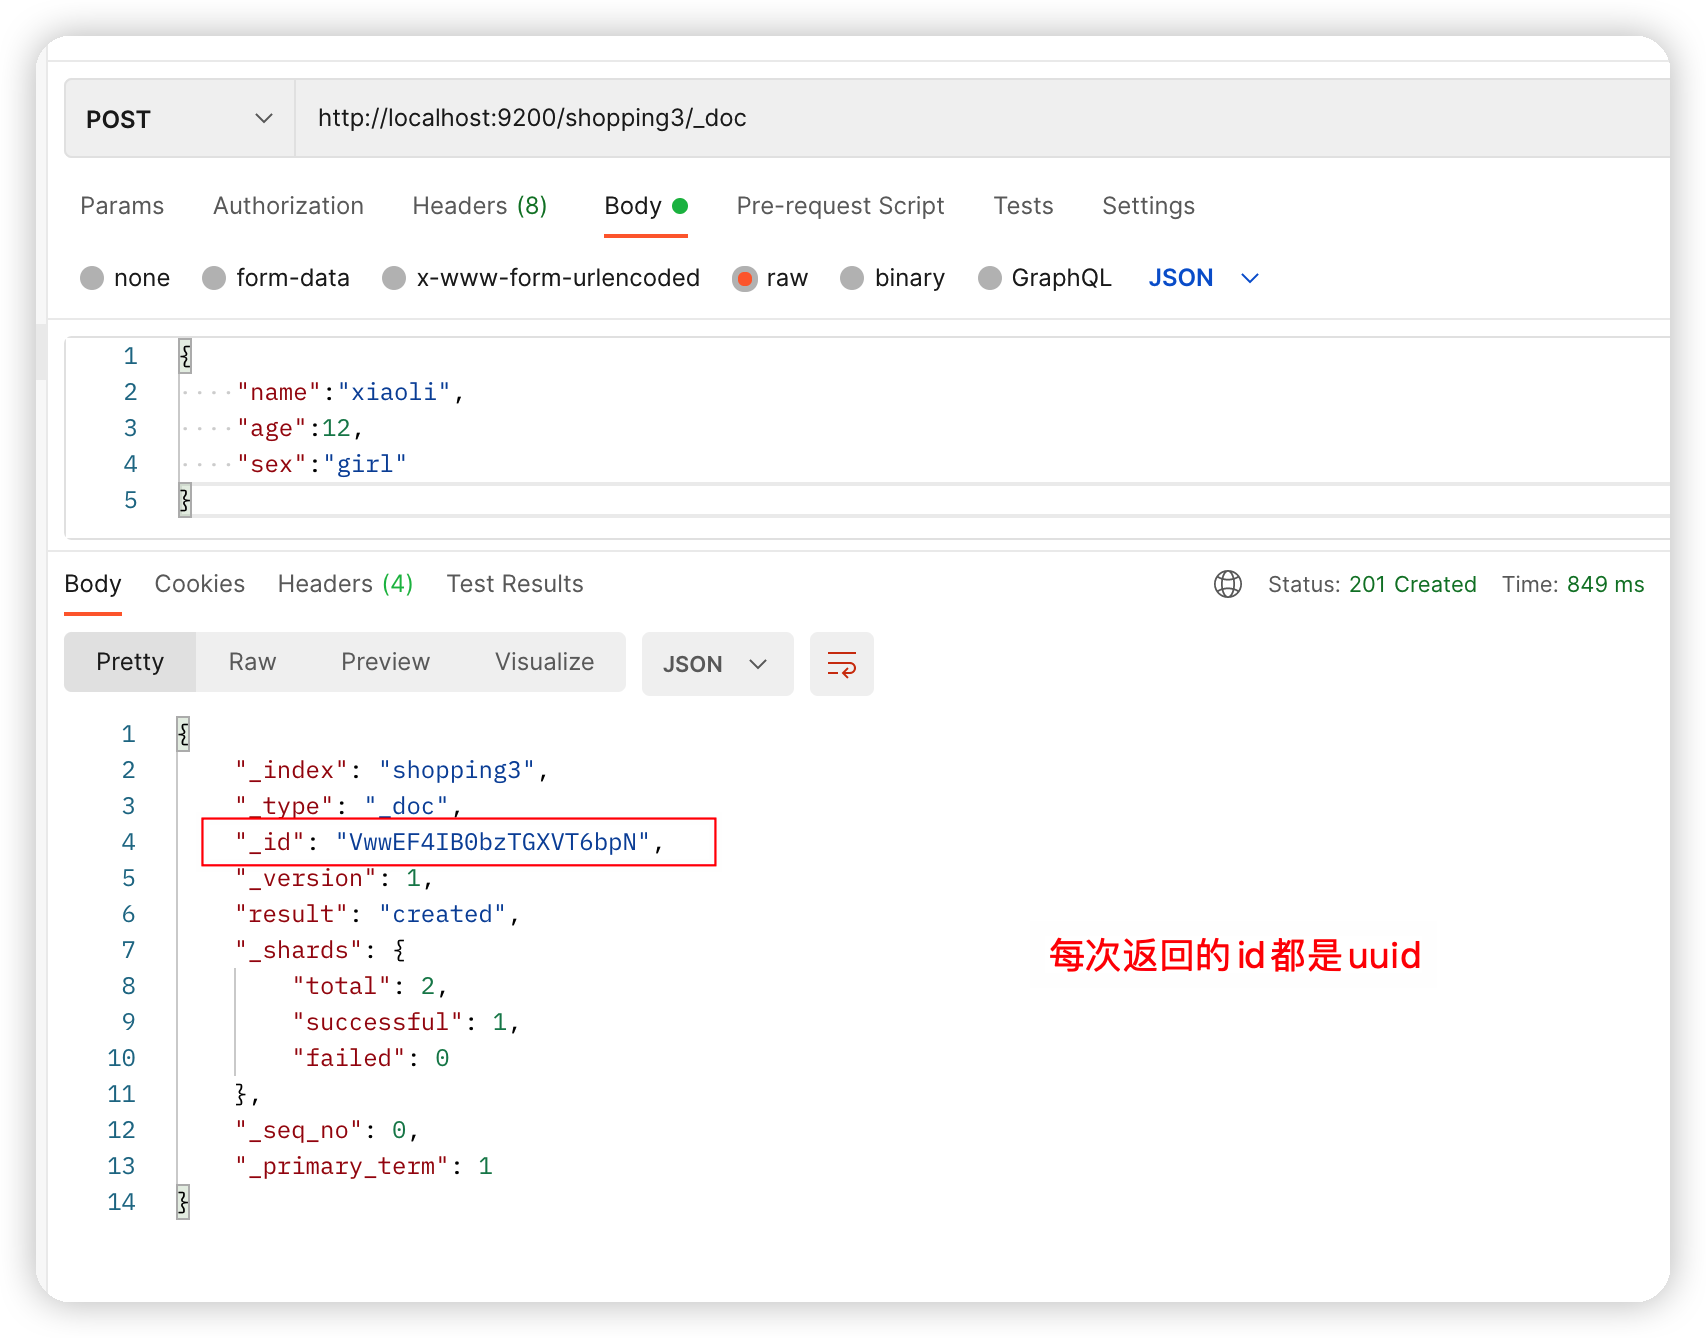 POST http://localhost:9200/shopping3/_doc
Params Authorization Headers (8) Body Pre-request Script Tests Settings
none form-data x-www-form-urlencoded raw binary GraphQL JSON
1 {
2 "name":"xiaoli",
3 "age":12,
4 "sex":"girl"
5 }
Body Cookies Headers (4) Test Results Status: 201 Created Time: 849 ms
Pretty Raw Preview Visualize JSON
1 {
2 "_index": "shopping3",
3 "_type": "_doc",
4 "_id": "VwwEF4IB0bzTGXVT6bpN",
5 "_version": 1,
6 "result": "created",
7 "_shards": {
8 "total": 2,
9 "successful": 1,
10 "failed": 0
11 },
12 "_seq_no": 0,
13 "_primary_term": 1
14 }
每次返回的id都是uuid